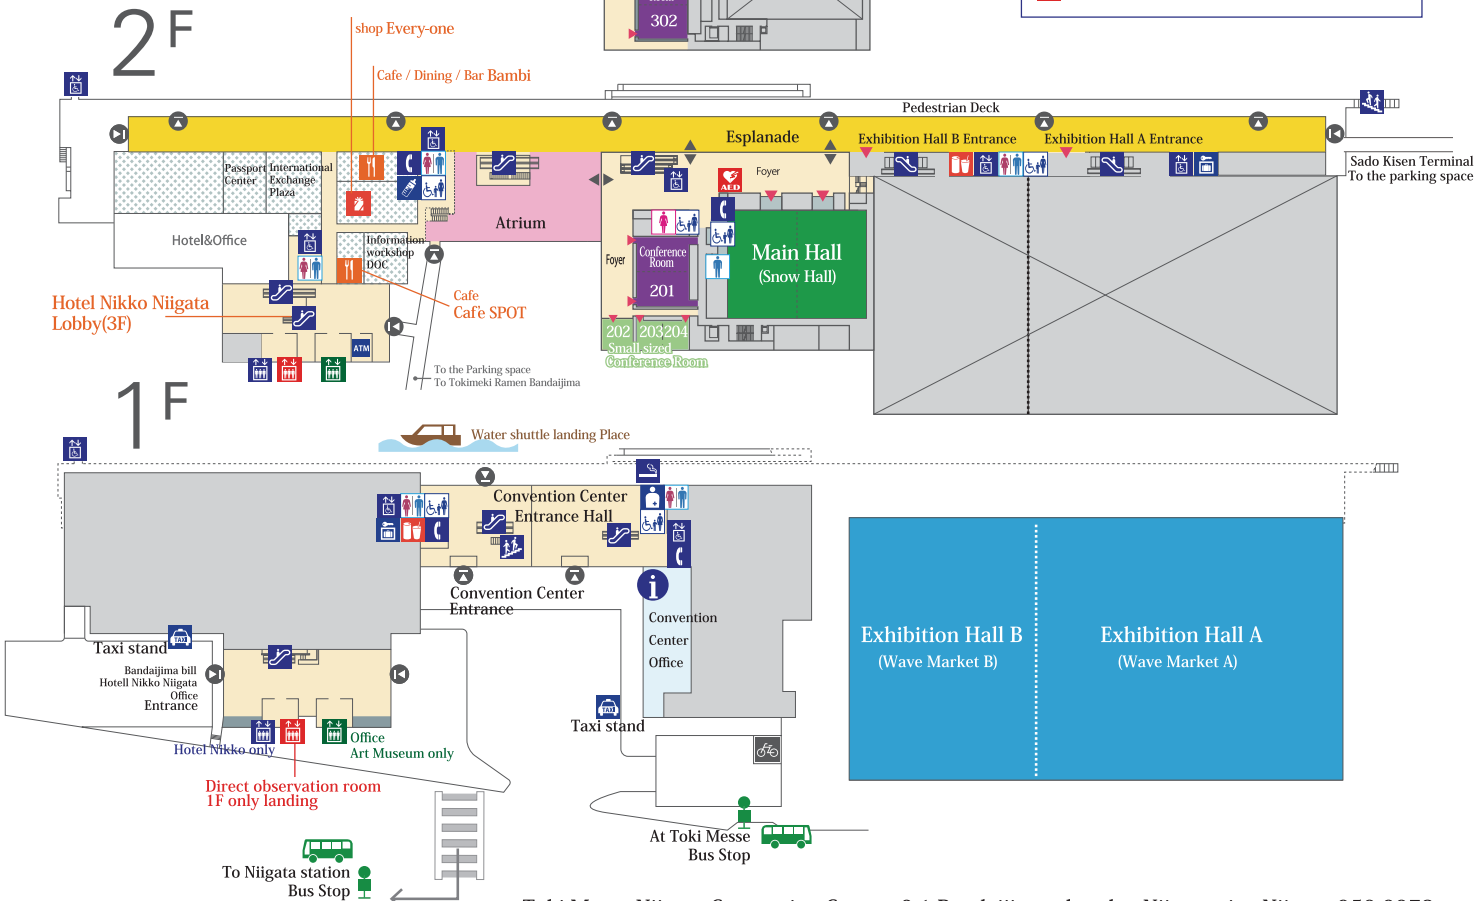 2F
302
shop Every-one
Cafe / Dining / Bar Bambi
Pedestrian Deck
Esplanade
Exhibition Hall B Entrance
Exhibition Hall A Entrance
Sado Kisen Terminal
To the parking space
Passport
Center
International
Exchange
Plaza
AED
Foyer
Atrium
Hotel&Office
Information
workshop
DOC
Foyer
Conference
Room
201
Main Hall
(Snow Hall)
Hotel Nikko Niigata
Lobby(3F)
Cafe
Cafe SPOT
202
203
204
Small sized
Conference Room
ATM
To the Parking space
To Tokimeki Ramen Bandaijima
1F
Water shuttle landing Place
Convention Center
Entrance Hall
Convention Center
Entrance
i
Convention
Center
Office
Exhibition Hall B
(Wave Market B)
Exhibition Hall A
(Wave Market A)
TAXI
Taxi stand
Bandaijima bill
Hotell Nikko Niigata
Office
Entrance
TAXI
Taxi stand
Hotel Nikko only
Office
Art Museum only
Direct observation room
1F only landing
At Toki Messe
Bus Stop
To Niigata station
Bus Stop